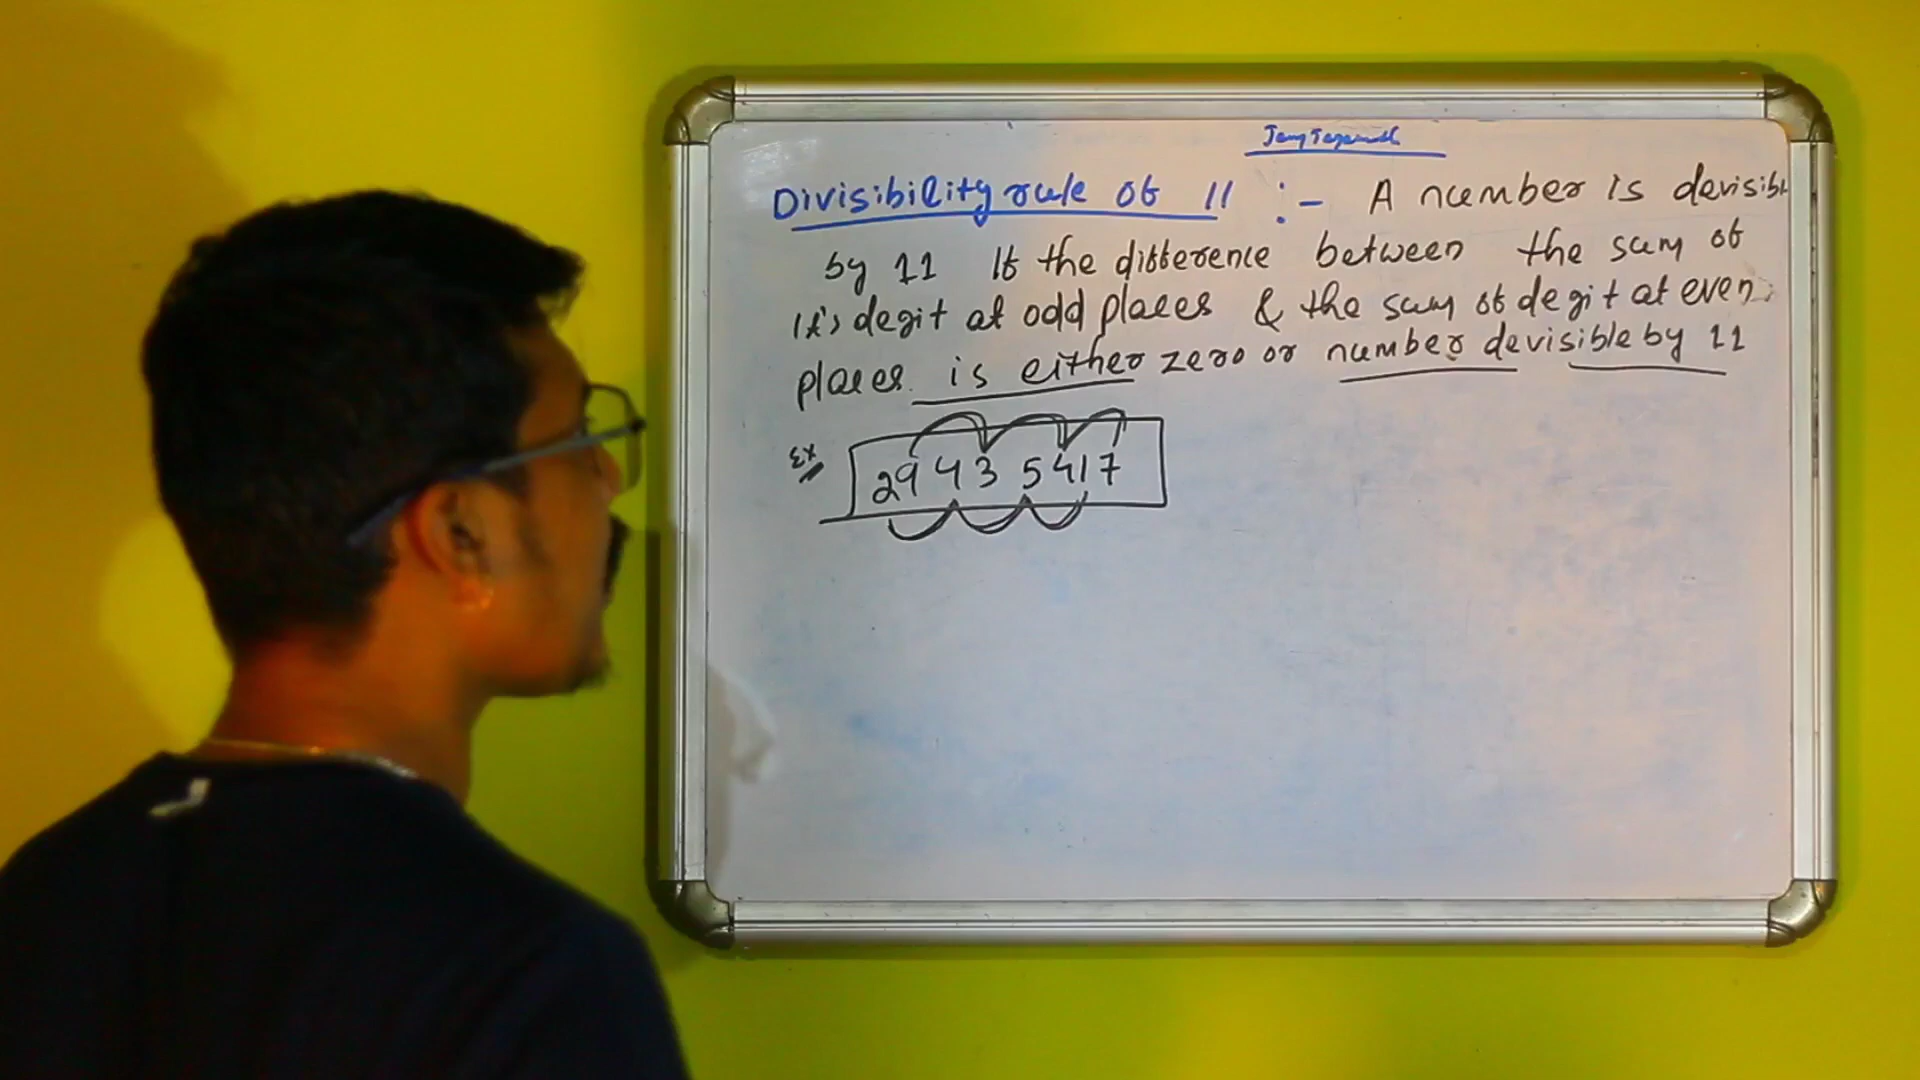 Divisibility rule of 11 :- A number is devisibl
by 11 If the difference between the sum of
It's degit at odd places & the sum of degit at even
places is either zero or number devisible by 11
Ex 29435417